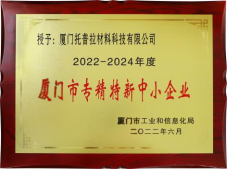 授予：厦门托普拉材料科技有限公司
2022-2024年度
厦门市专精特新中小企业
厦门市工业和信息化局
二〇二二年六月